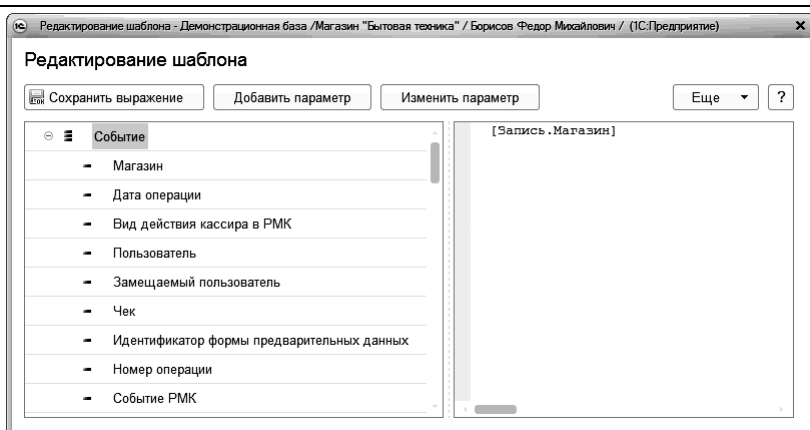 Редактирование шаблона - Демонстрационная база /Магазин "Бытовая техника" / Борисов Федор Михайлович / (1С:Предприятие)
Редактирование шаблона
Сохранить выражение Добавить параметр Изменить параметр Еще ?
Событие
[Запись.Магазин]
Магазин
Дата операции
Вид действия кассира в РМК
Пользователь
Замещаемый пользователь
Чек
Идентификатор формы предварительных данных
Номер операции
Событие РМК